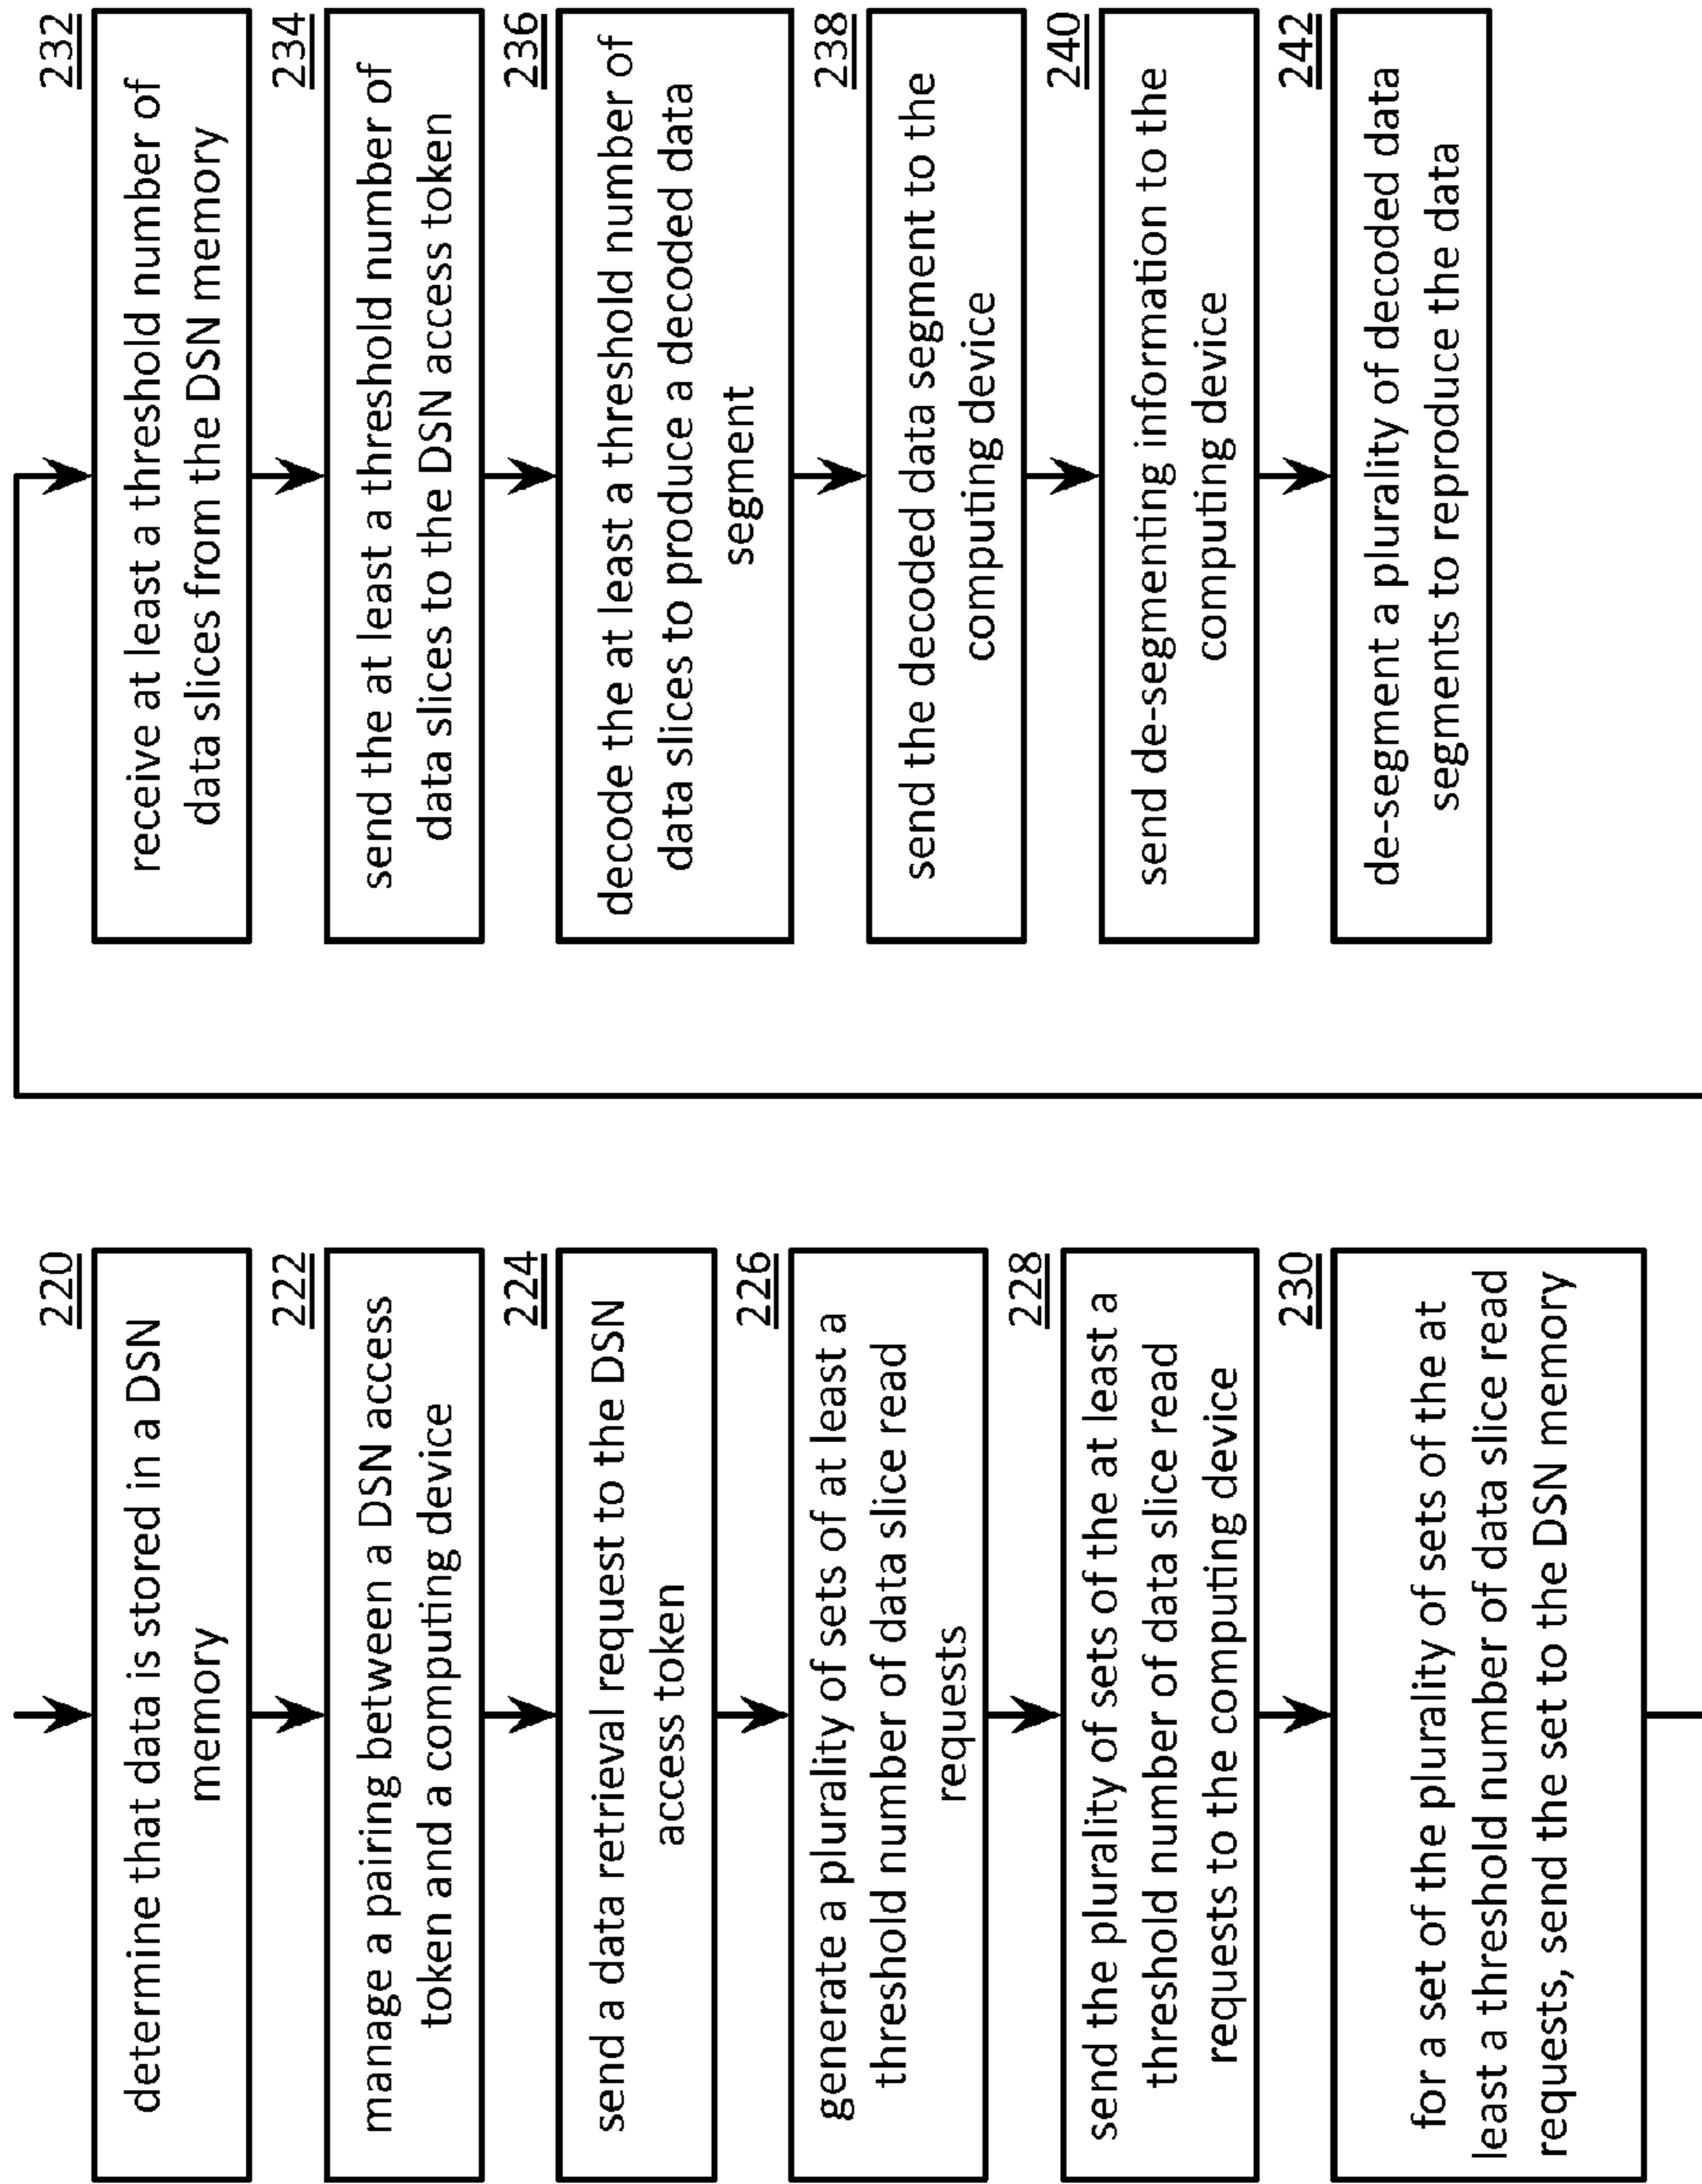 220
determine that data is stored in a DSN
memory
222
manage a pairing between a DSN access
token and a computing device
224
send a data retrieval request to the DSN
access token
226
generate a plurality of sets of at least a
threshold number of data slice read
requests
228
send the plurality of sets of the at least a
threshold number of data slice read
requests to the computing device
230
for a set of the plurality of sets of the at
least a threshold number of data slice read
requests, send the set to the DSN memory
232
receive at least a threshold number of
data slices from the DSN memory
234
send the at least a threshold number of
data slices to the DSN access token
236
decode the at least a threshold number of
data slices to produce a decoded data
segment
238
send the decoded data segment to the
computing device
240
send de-segmenting information to the
computing device
242
de-segment a plurality of decoded data
segments to reproduce the data